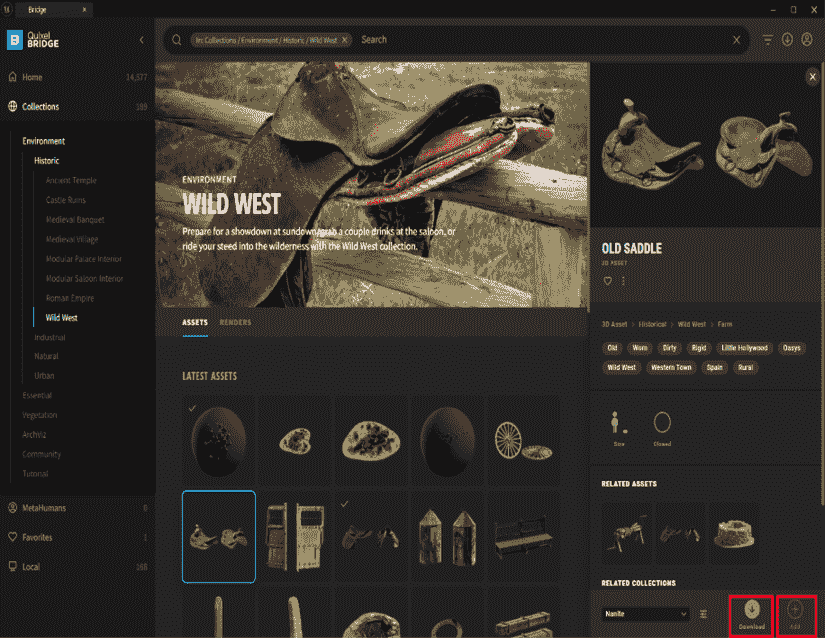 Bridge
Quixel
BRIDGE
In: Collections / Environment / Historic / Wild West
Search
Home
14,577
Collections
Environment
Historic
Ancient Temple
Castle Ruins
Medieval Banquet
Medieval Village
Modular Palace Interior
Modular Saloon Interior
Roman Empire
Wild West
Industrial
Natural
Urban
Essential
Vegetation
ArchViz
Community
Tutorial
MetaHumans
0
Favorites
1
Local
ENVIRONMENT
WILD WEST
Prepare for a showdown at sundown, grab a couple drinks at the saloon, or
ride your steed into the wilderness with the Wild West collection.
ASSETS RENDERS
LATEST ASSETS
OLD SADDLE
3D ASSET
3D Asset > Historical > Wild West > Farm
Old Worn Dirty Rigid Little Hollywood Oasys
Wild West Western Town Spain Rural
Size
Closed
RELATED ASSETS
RELATED COLLECTIONS
Nanite
Download
Add